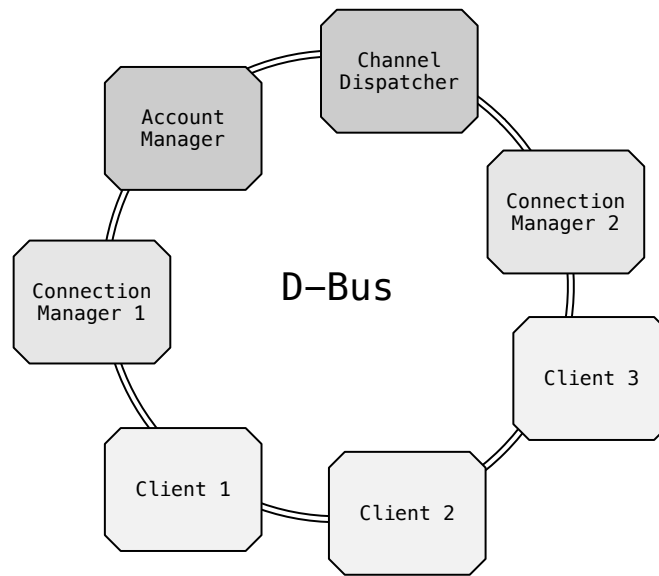 Channel
Dispatcher
Account
Manager
Connection
Manager 2
D-Bus
Connection
Manager 1
Client 3
Client 1
Client 2